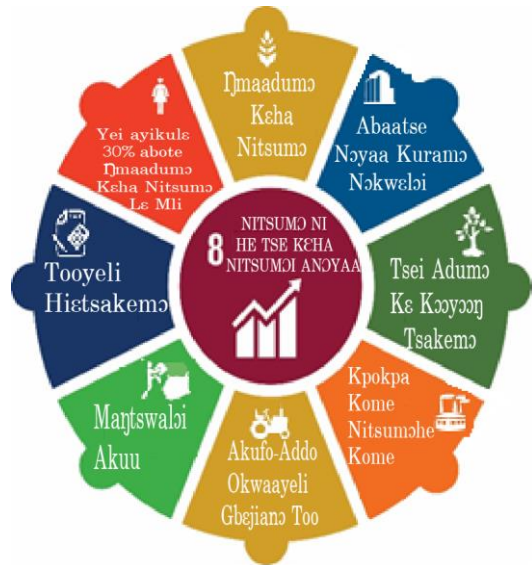 Ŋmaadumɔ
Kɛha
Nitsumɔ
Abaatse
Nɔyaa Kuramɔ
Nɔkwɛlɔi
Tsei Adumɔ
Kɛ Kɔɔyɔɔŋ
Tsakemɔ
Kpokpa
Kome
Nitsumɔhe
Kome
Akufo-Addo
Okwaayeli
Gbɛjianɔ Too
Maŋtswalɔi
Akuu
Tooyeli
Hiɛtsakemɔ
Yei ayikulɛ
30% abote
Ŋmaadumɔ
Kɛha Nitsumɔ
Lɛ Mli
8
NITSUMƆ NI
HE TSE KƐHA
NITSUMƆI ANƆYAA